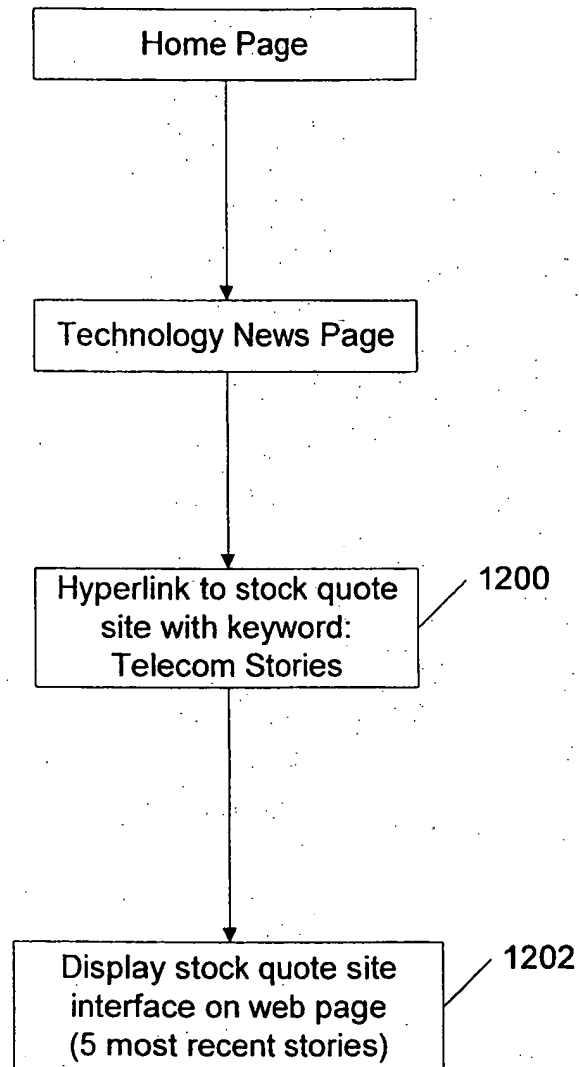 Home Page
Technology News Page
Hyperlink to stock quote
site with keyword:
Telecom Stories
1200
Display stock quote site
interface on web page
(5 most recent stories)
1202